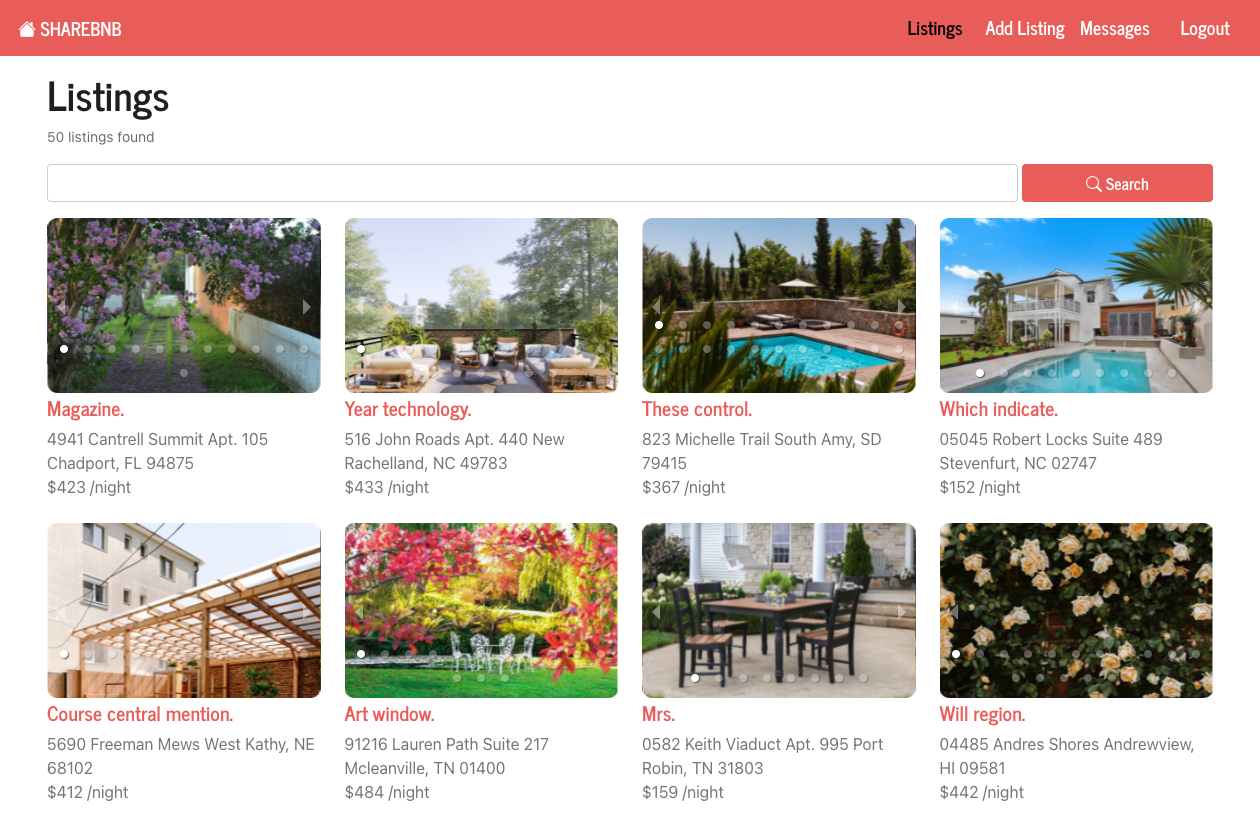 SHAREBNB
Listings Add Listing Messages Logout
Listings
50 listings found
Search
Magazine.
4941 Cantrell Summit Apt. 105
Chadport, FL 94875
$423 /night
Year technology.
516 John Roads Apt. 440 New
Rachelland, NC 49783
$433 /night
These control.
823 Michelle Trail South Amy, SD
79415
$367 /night
Which indicate.
05045 Robert Locks Suite 489
Stevenfurt, NC 02747
$152 /night
Course central mention.
5690 Freeman Mews West Kathy, NE
68102
$412 /night
Art window.
91216 Lauren Path Suite 217
Mcleanville, TN 01400
$484 /night
Mrs.
0582 Keith Viaduct Apt. 995 Port
Robin, TN 31803
$159 /night
Will region.
04485 Andres Shores Andrewview,
HI 09581
$442 /night